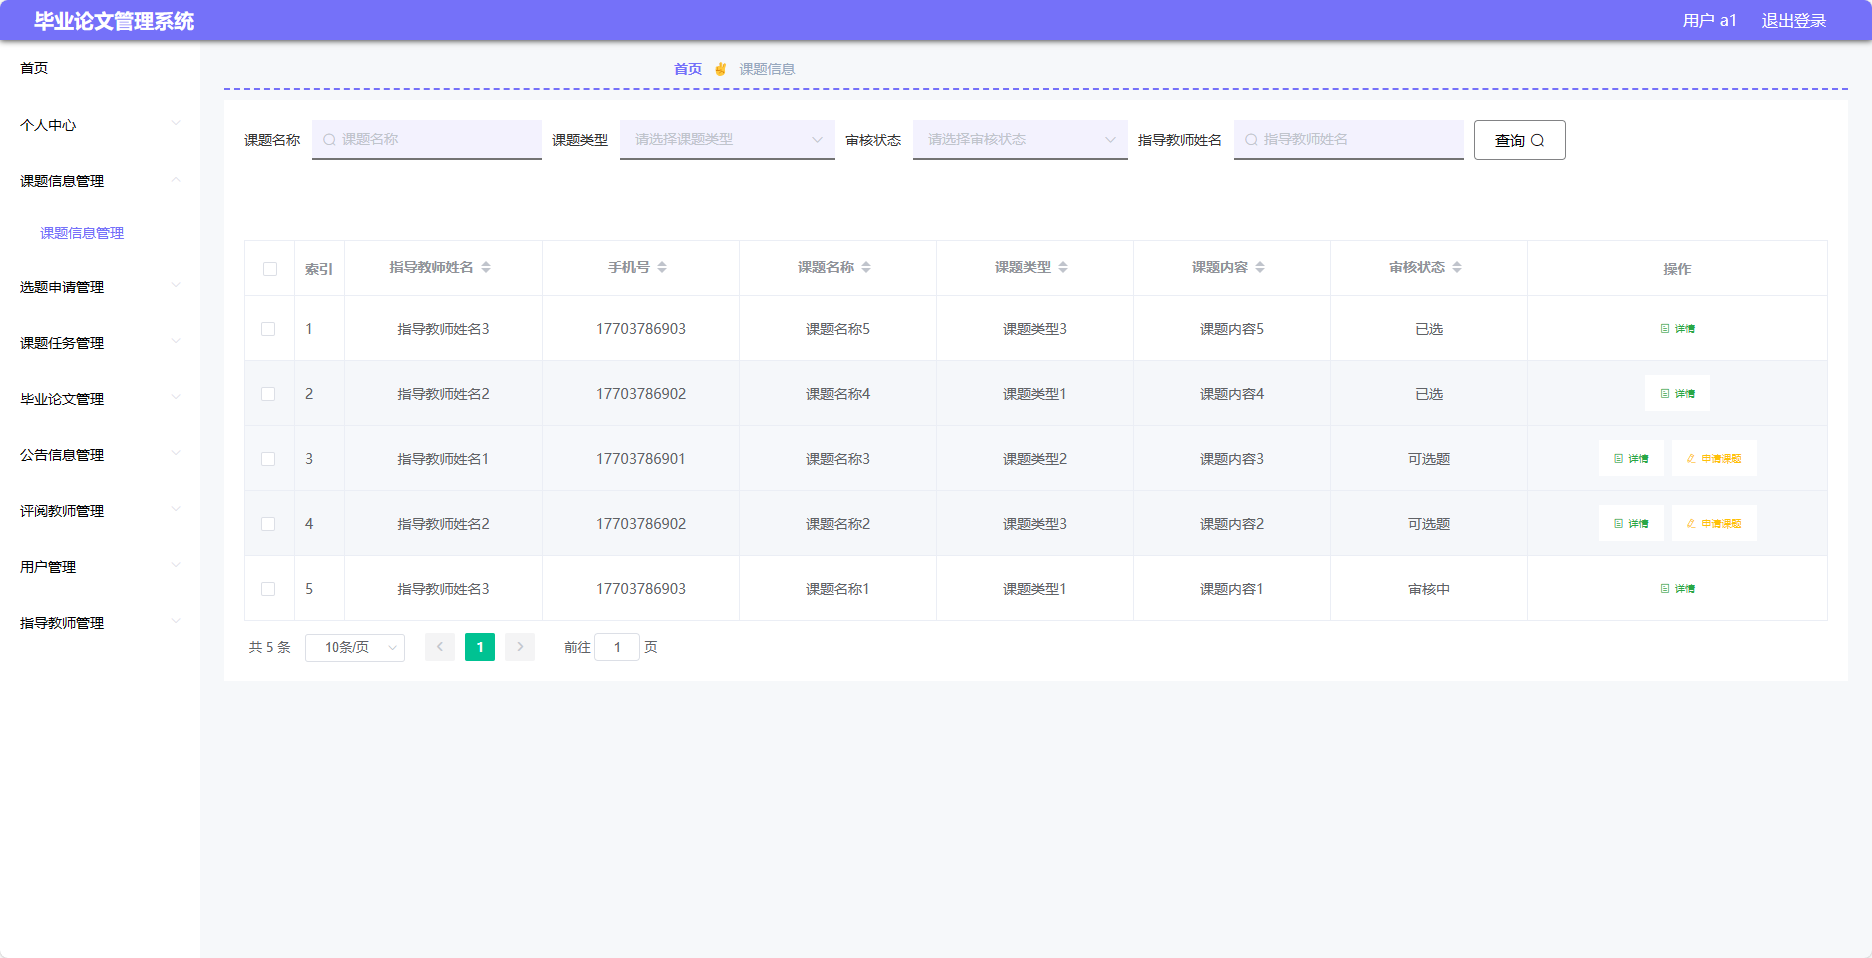 毕业论文管理系统
用户 a1 退出登录
首页
个人中心
课题信息管理
课题信息管理
选题申请管理
课题任务管理
毕业论文管理
公告信息管理
评阅教师管理
用户管理
指导教师管理
首页 课题信息
课题名称 课题名称 课题类型 请选择课题类型 审核状态 请选择审核状态 指导教师姓名 指导教师姓名 查询
索引 指导教师姓名 手机号 课题名称 课题类型 课题内容 审核状态 操作
1 指导教师姓名3 17703786903 课题名称5 课题类型3 课题内容5 已选 详情
2 指导教师姓名2 17703786902 课题名称4 课题类型1 课题内容4 已选 详情
3 指导教师姓名1 17703786901 课题名称3 课题类型2 课题内容3 可选题 详情 申请课题
4 指导教师姓名2 17703786902 课题名称2 课题类型3 课题内容2 可选题 详情 申请课题
5 指导教师姓名3 17703786903 课题名称1 课题类型1 课题内容1 审核中 详情
共 5 条 10条/页 1 前往 1 页